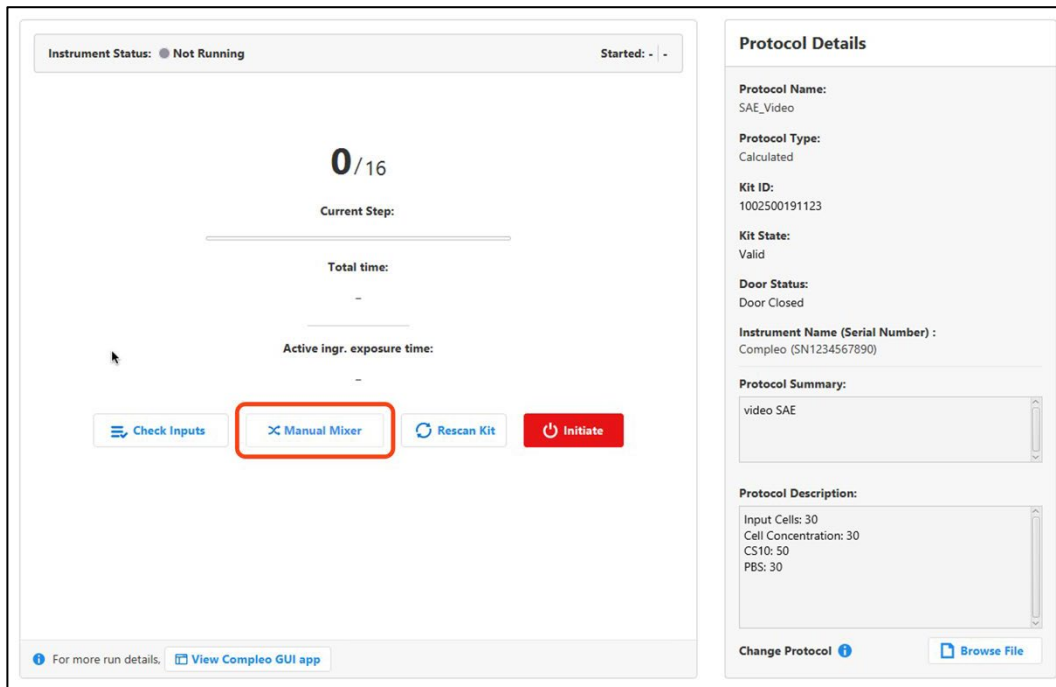 Instrument Status: Not Running
Started: - | -
0/16
Current Step:
Total time:
–
Active ingr. exposure time:
–
Check Inputs
Manual Mixer
Rescan Kit
Initiate
For more run details, View Compleo GUI app
Protocol Details
Protocol Name:
SAE_Video
Protocol Type:
Calculated
Kit ID:
1002500191123
Kit State:
Valid
Door Status:
Door Closed
Instrument Name (Serial Number) :
Compleo (SN1234567890)
Protocol Summary:
video SAE
Protocol Description:
Input Cells: 30
Cell Concentration: 30
CS10: 50
PBS: 30
Change Protocol
Browse File